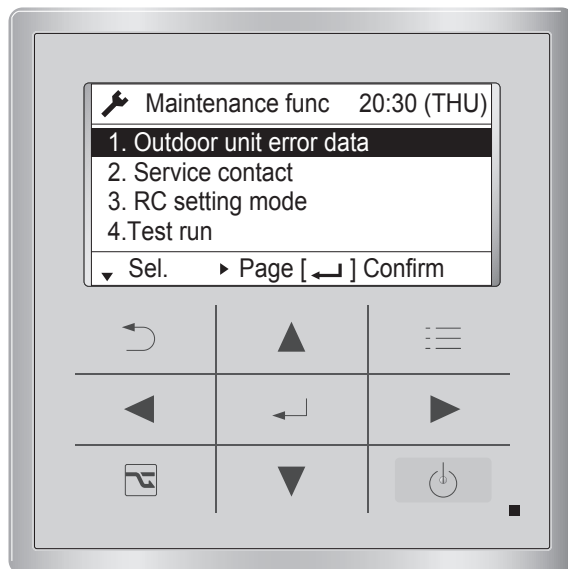 Maintenance func 20:30 (THU)
1. Outdoor unit error data
2. Service contact
3. RC setting mode
4.Test run
Sel. Page [ ] Confirm